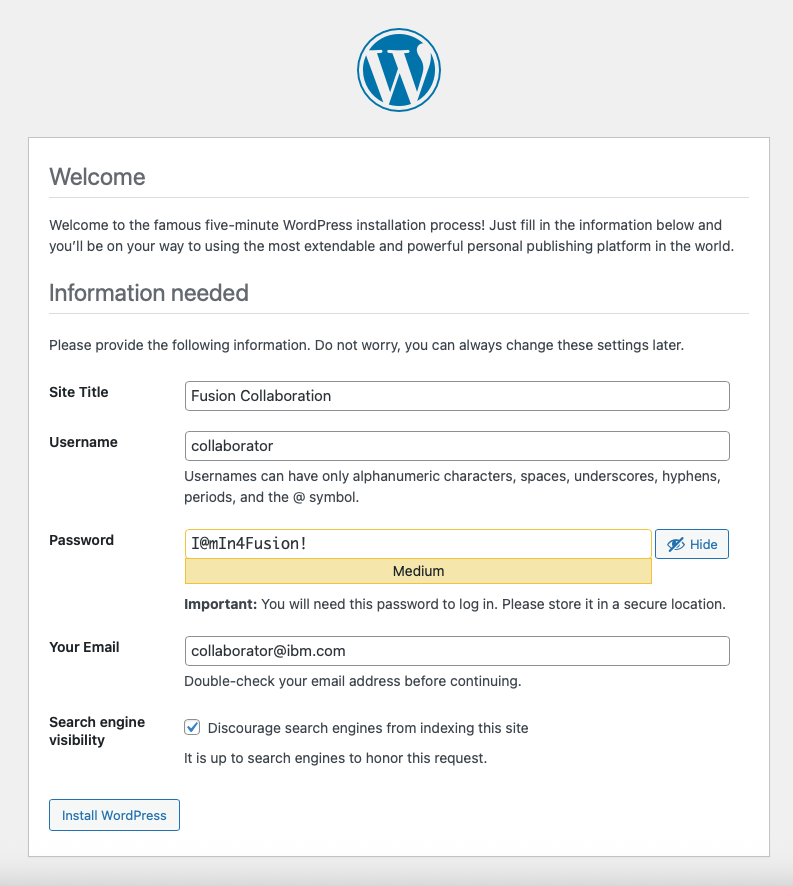 Welcome
Welcome to the famous five-minute WordPress installation process! Just fill in the information below and
you’ll be on your way to using the most extendable and powerful personal publishing platform in the world.
Information needed
Please provide the following information. Do not worry, you can always change these settings later.
Site Title
Fusion Collaboration
Username
collaborator
Usernames can have only alphanumeric characters, spaces, underscores, hyphens,
periods, and the @ symbol.
Password
I@mIn4Fusion!
Hide
Medium
Important: You will need this password to log in. Please store it in a secure location.
Your Email
collaborator@ibm.com
Double-check your email address before continuing.
Search engine
visibility
Discourage search engines from indexing this site
It is up to search engines to honor this request.
Install WordPress